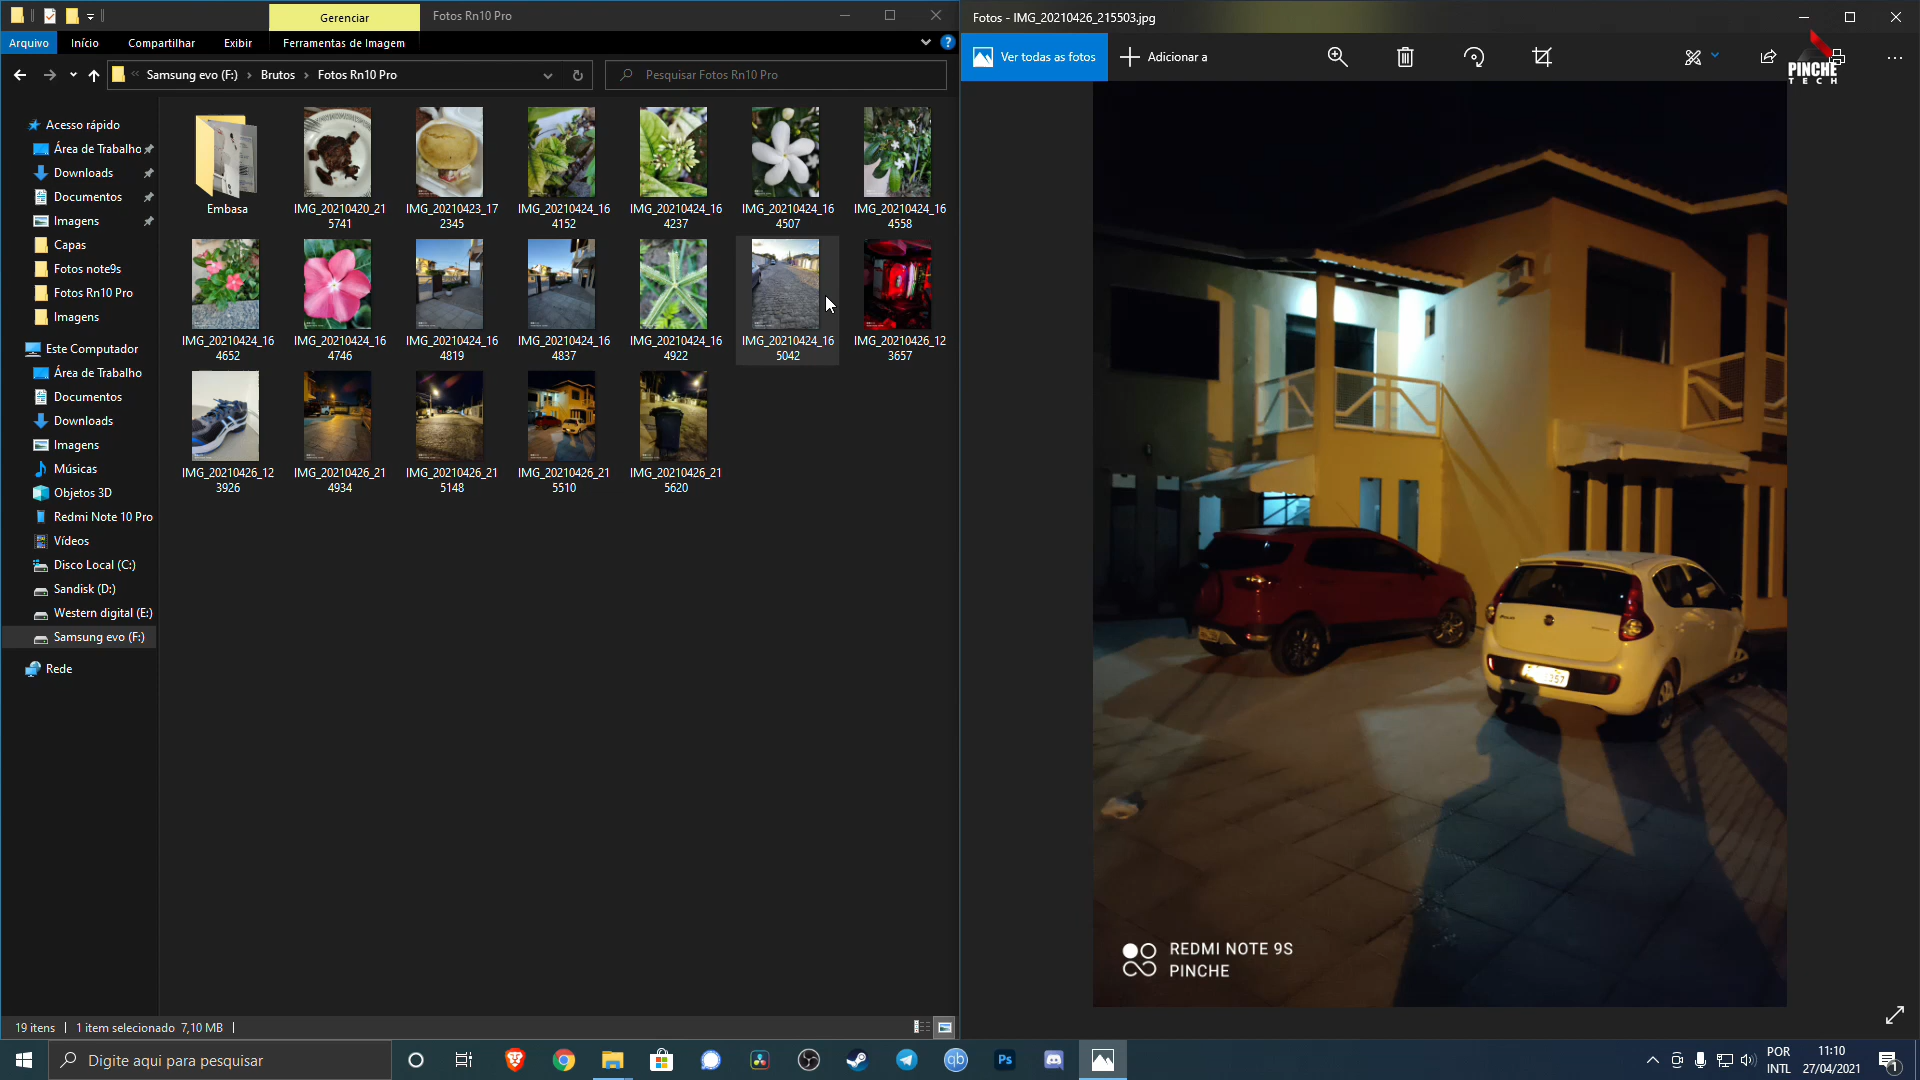 Gerenciar
Fotos Rn10 Pro
Arquivo
Início
Compartilhar
Exibir
Ferramentas de Imagem
Samsung evo (F:)
Brutos
Fotos Rn10 Pro
Pesquisar Fotos Rn10 Pro
Acesso rápido
Área de Trabalho
Downloads
Documentos
Imagens
Capas
Fotos note9s
Fotos Rn10 Pro
Imagens
Este Computador
Área de Trabalho
Documentos
Downloads
Imagens
Músicas
Objetos 3D
Redmi Note 10 Pro
Vídeos
Disco Local (C:)
Sandisk (D:)
Western digital (E:)
Samsung evo (F:)
Rede
Embasa
IMG_20210420_21
5741
IMG_20210423_17
2345
IMG_20210424_16
4152
IMG_20210424_16
4237
IMG_20210424_16
4507
IMG_20210424_16
4558
IMG_20210424_16
4652
IMG_20210424_16
4746
IMG_20210424_16
4819
IMG_20210424_16
4837
IMG_20210424_16
4922
IMG_20210424_16
5042
IMG_20210426_12
3657
IMG_20210426_12
3926
IMG_20210426_21
4934
IMG_20210426_21
5148
IMG_20210426_21
5510
IMG_20210426_21
5620
19 itens
1 item selecionado 7,10 MB
Fotos - IMG_20210426_215503.jpg
Ver todas as fotos
Adicionar a
PINCHE
TECH
REDMI NOTE 9S
PINCHE
Digite aqui para pesquisar
qb
Ps
POR
INTL
11:10
27/04/2021
1